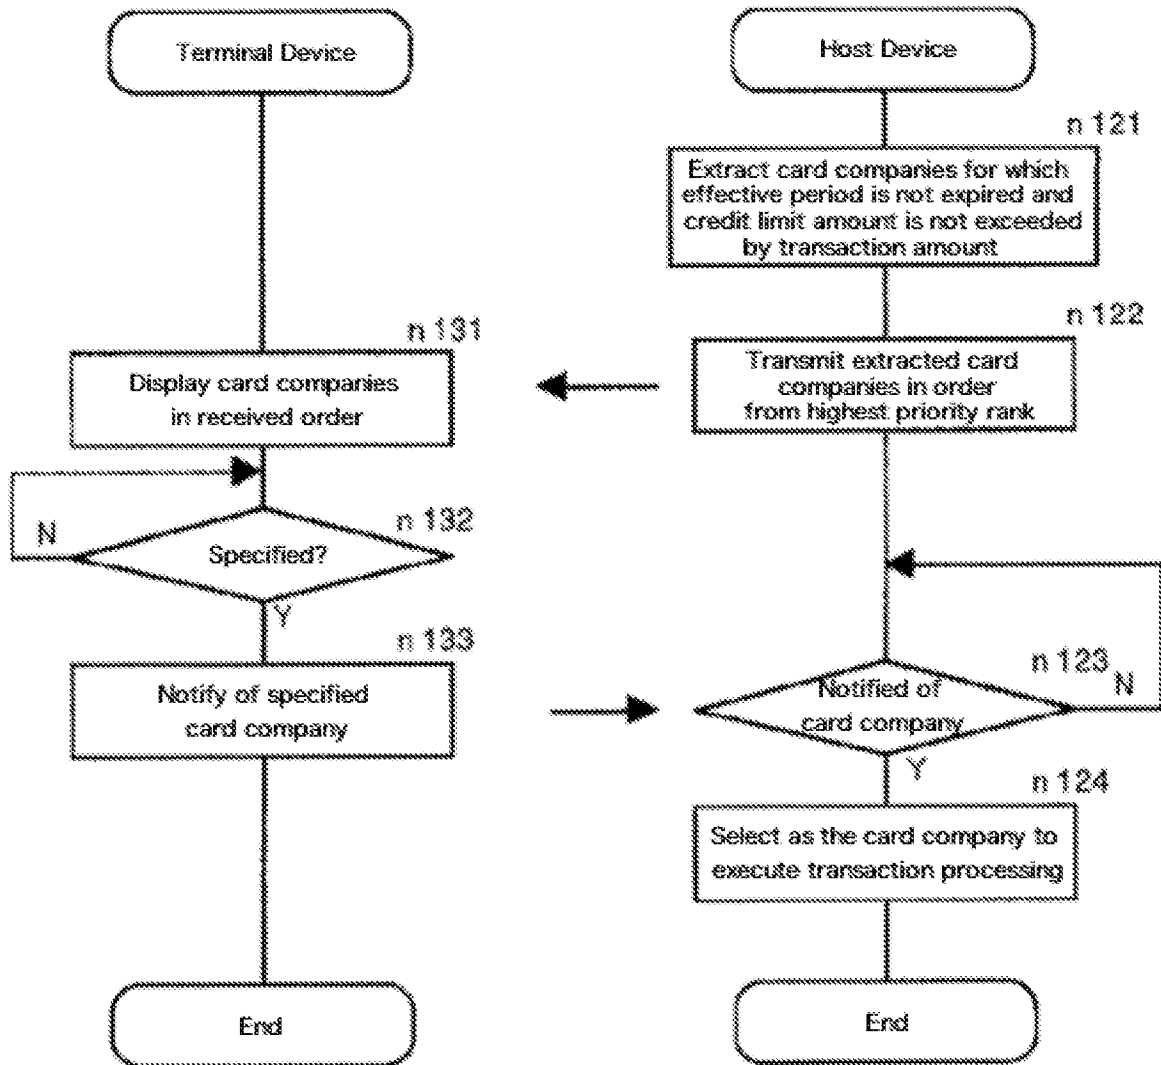 Terminal Device
Host Device
n 121
Extract card companies for which
effective period is not expired and
credit limit amount is not exceeded
by transaction amount
n 131
n 122
Display card companies
in received order
Transmit extracted card
companies in order
from highest priority rank
N
n 132
Specified?
Y
n 133
Notify of specified
card company
n 123
Notified of
card company
N
Y
n 124
Select as the card company to
execute transaction processing
End
End